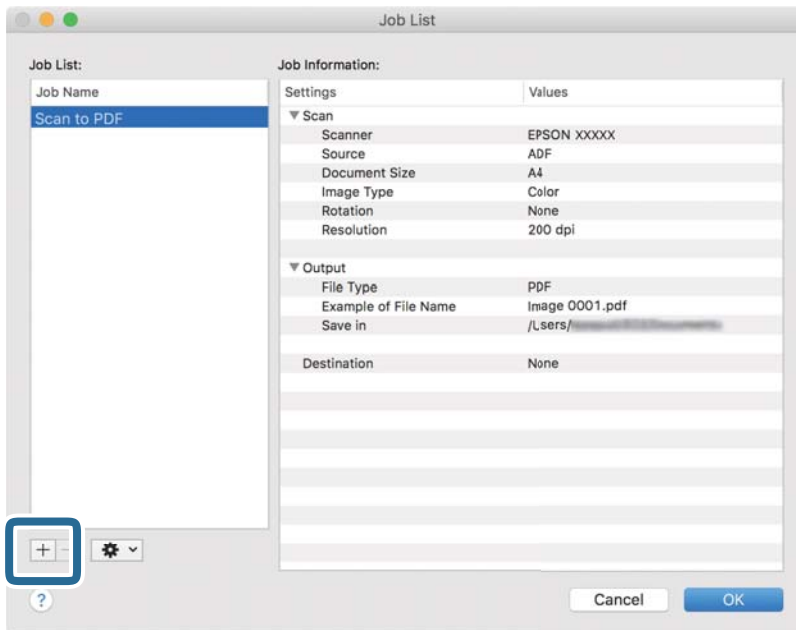 Job List
Job List:
Job Name
Scan to PDF
Job Information:
Settings Values
Scan
Scanner EPSON XXXXX
Source ADF
Document Size A4
Image Type Color
Rotation None
Resolution 200 dpi
Output
File Type PDF
Example of File Name Image 0001.pdf
Save in /Users/
Destination None
+ -
?
Cancel
OK